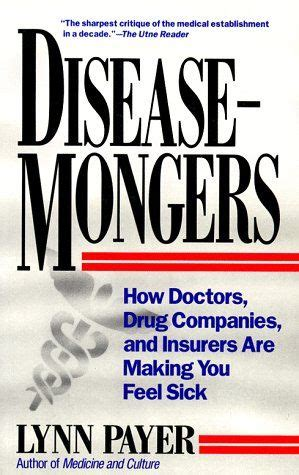 "The sharpest critique of the medical establishment
in a decade."—The Utne Reader
DISEASE–
MONGERS
How Doctors,
Drug Companies,
and Insurers Are
Making You
Feel Sick
LYNN PAYER
Author of Medicine and Culture